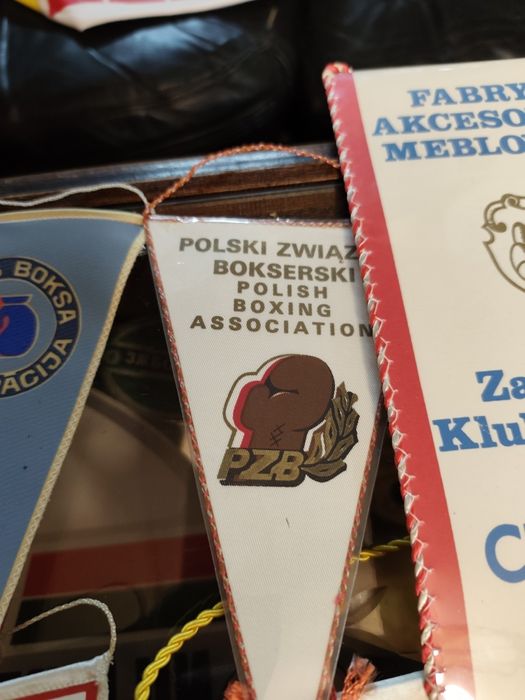 POLSKI ZWIĄZ
BOKSERSKI
POLISH
BOXING
ASSOCIATION
PZB
BOKSA
ACIJA
FABRY
AKCESO
MEBLO
Za
Klu
C